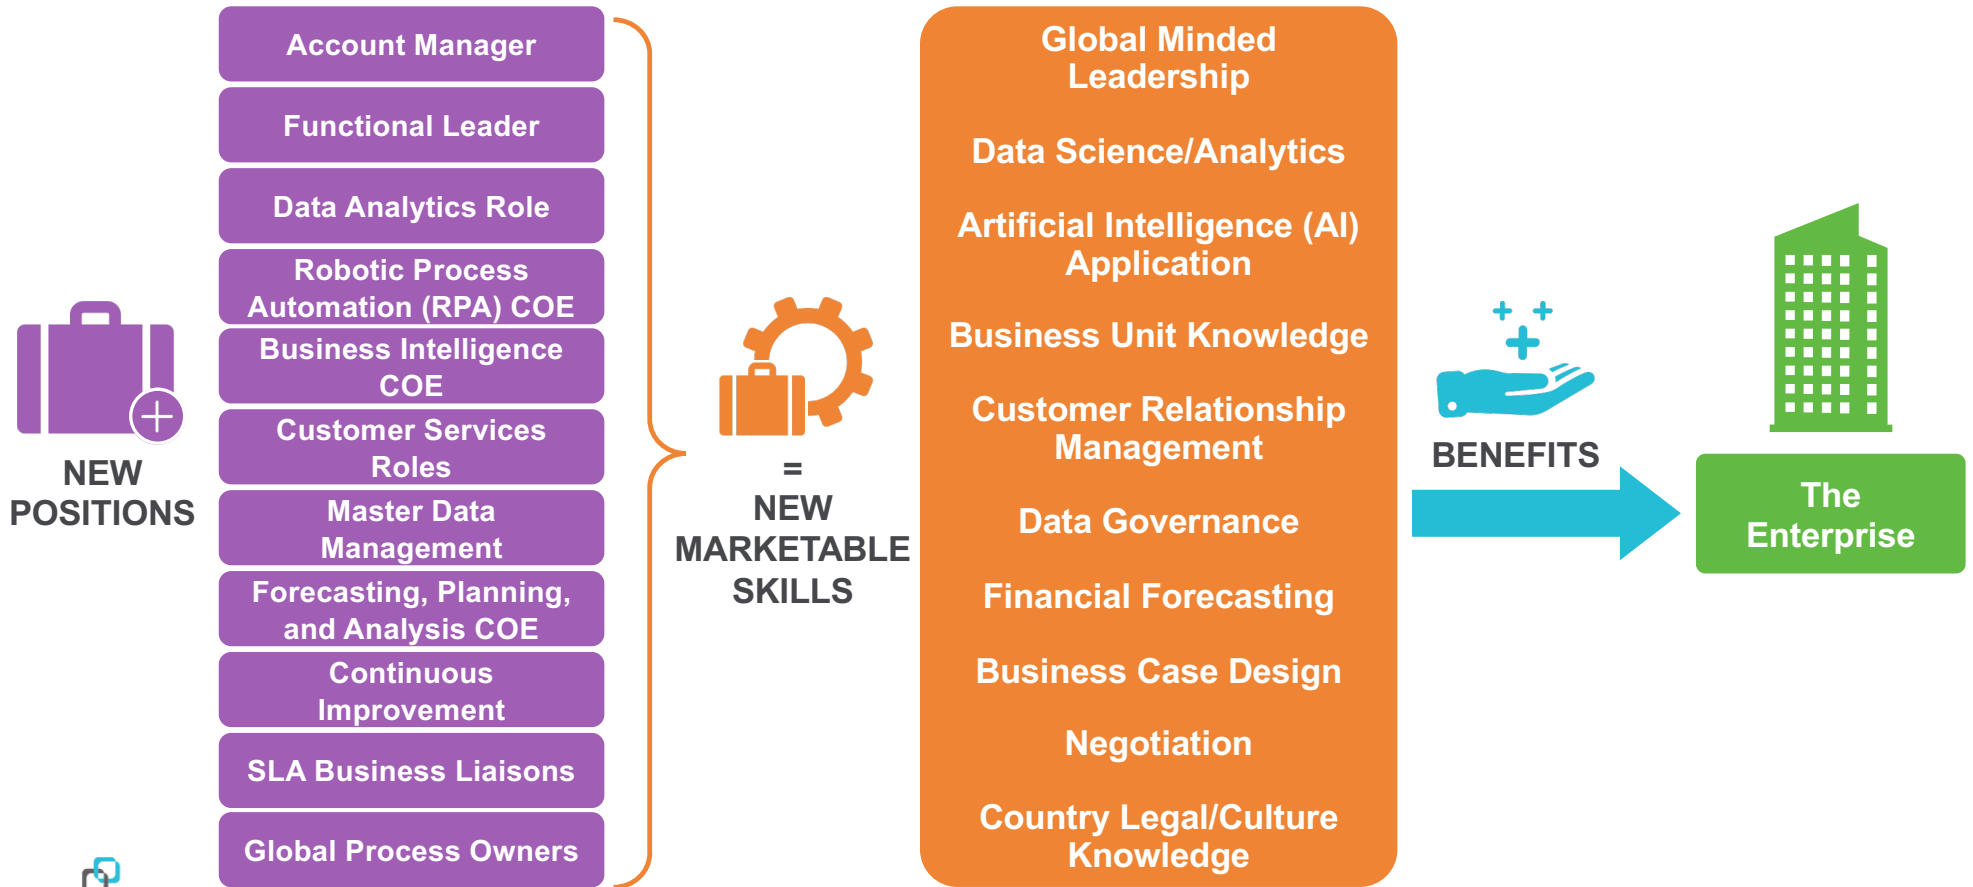 NEW
POSITIONS
Account Manager
Functional Leader
Data Analytics Role
Robotic Process
Automation (RPA) COE
Business Intelligence
COE
Customer Services
Roles
Master Data
Management
Forecasting, Planning,
and Analysis COE
Continuous
Improvement
SLA Business Liaisons
Global Process Owners
=
NEW
MARKETABLE
SKILLS
Global Minded
Leadership
Data Science/Analytics
Artificial Intelligence (AI)
Application
Business Unit Knowledge
Customer Relationship
Management
Data Governance
Financial Forecasting
Business Case Design
Negotiation
Country Legal/Culture
Knowledge
BENEFITS
The
Enterprise